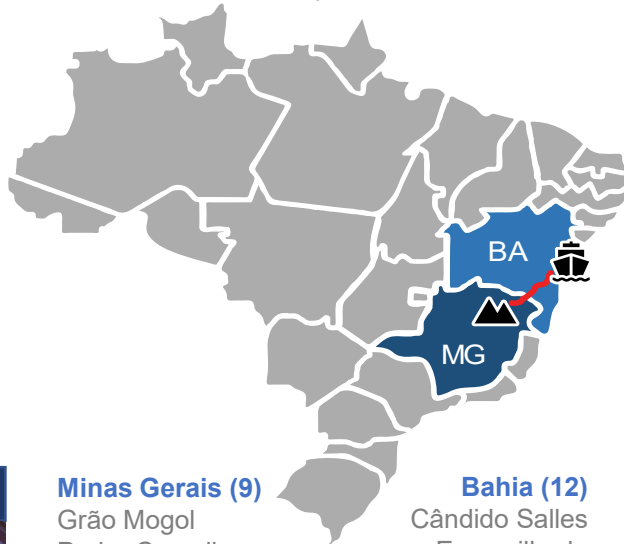 BA
MG
Minas Gerais (9)
Grão Mogol
Bahia (12)
Cândido Salles